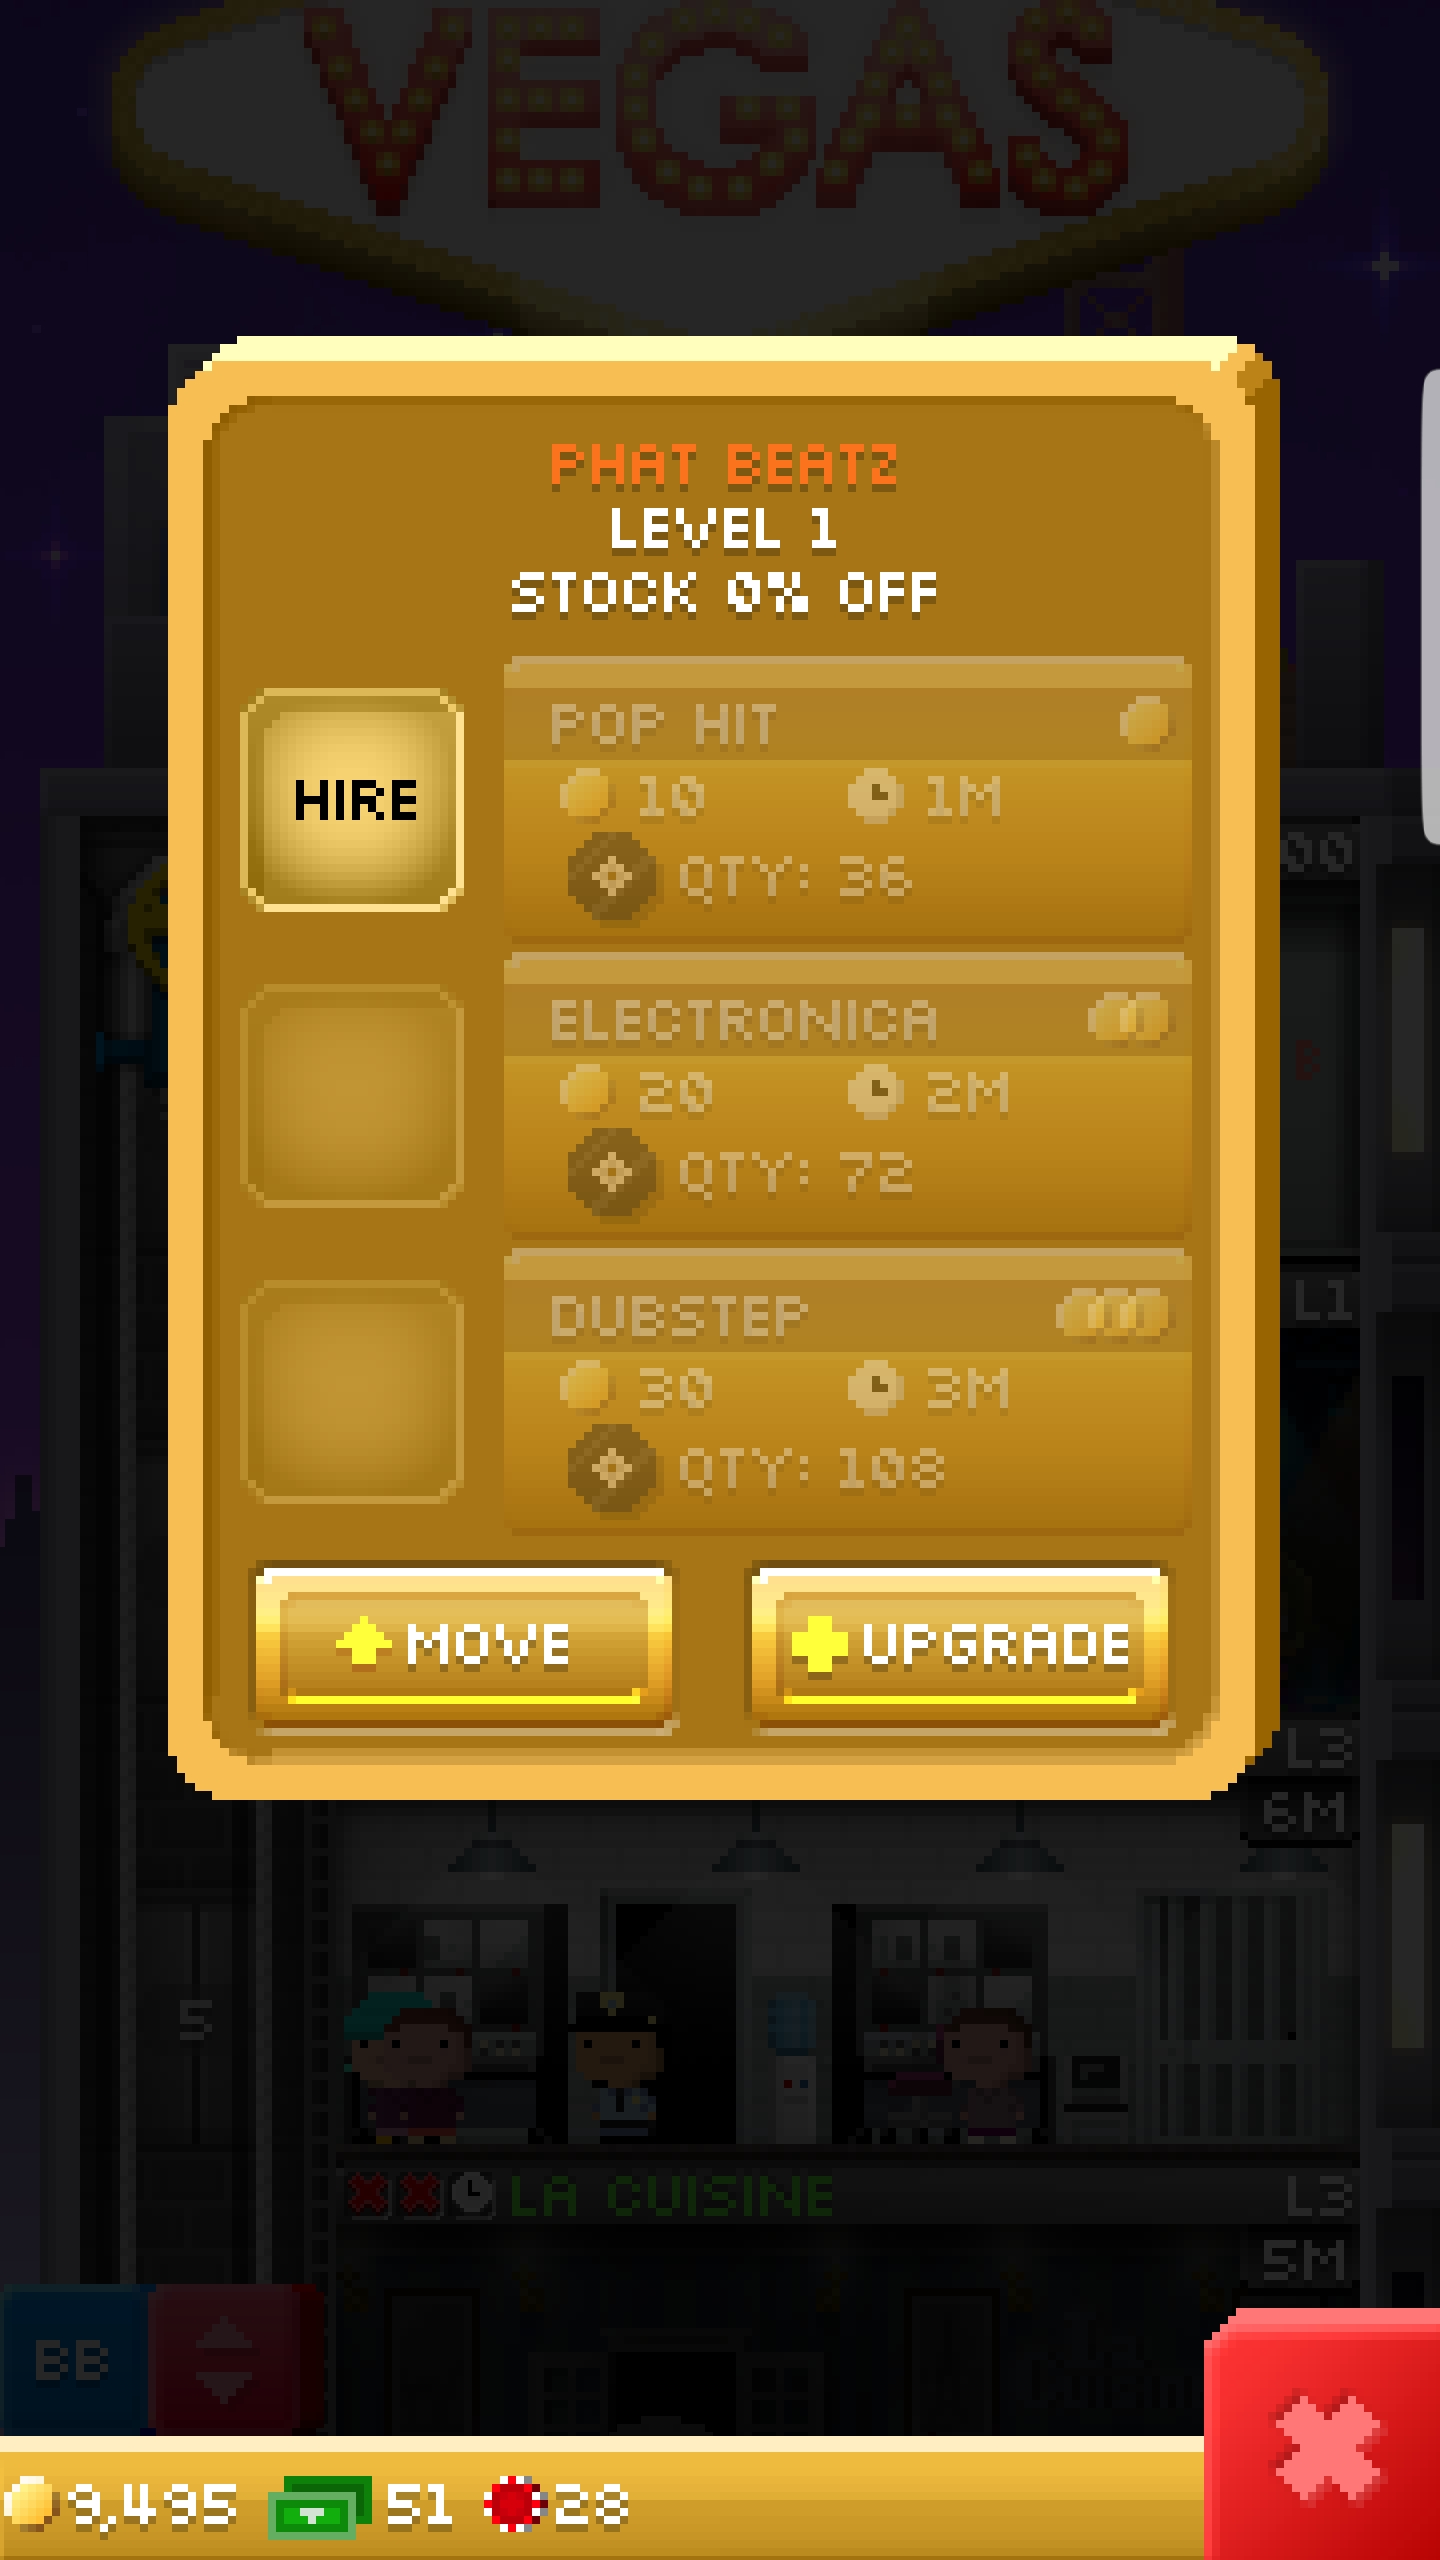 VEGAS
PHAT BEATZ
LEVEL 1
STOCK 0% OFF
POP HIT
HIRE
10 1M
QTY: 36
00
ELECTRONICA
B
20 2M
QTY: 72
DUBSTEP
L1
30 3M
QTY: 108
MOVE UPGRADE
L3
6M
5
LA CUISINE L3
5M
BB
9,495 51 28